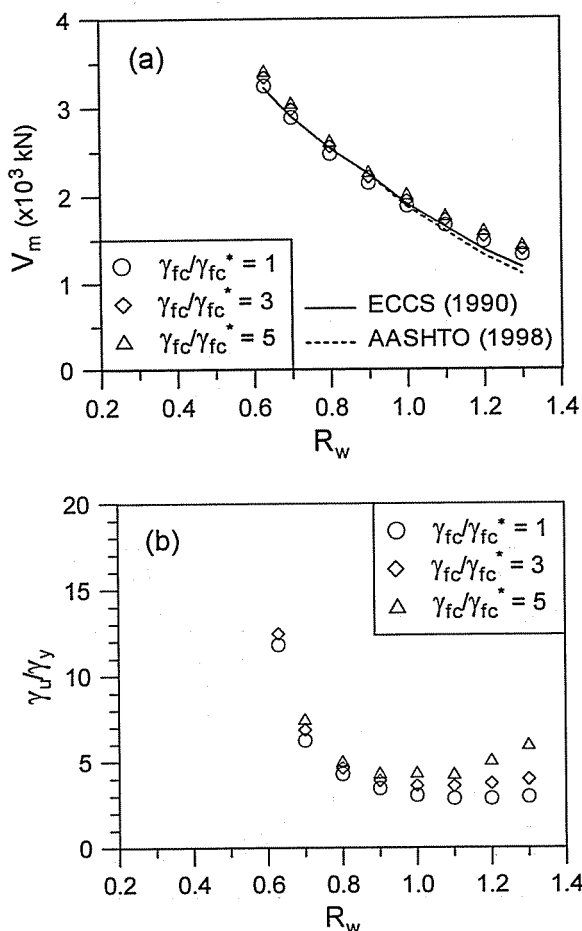 (a)
4
3
2
1
0
V_m (x10^3 kN)
γ_fc/γ_fc* = 1
γ_fc/γ_fc* = 3
γ_fc/γ_fc* = 5
ECCS (1990)
AASHTO (1998)
0.2 0.4 0.6 0.8 1.0 1.2 1.4
R_w
(b)
20
15
10
5
0
γ_u/γ_y
γ_fc/γ_fc* = 1
γ_fc/γ_fc* = 3
γ_fc/γ_fc* = 5
0.2 0.4 0.6 0.8 1.0 1.2 1.4
R_w